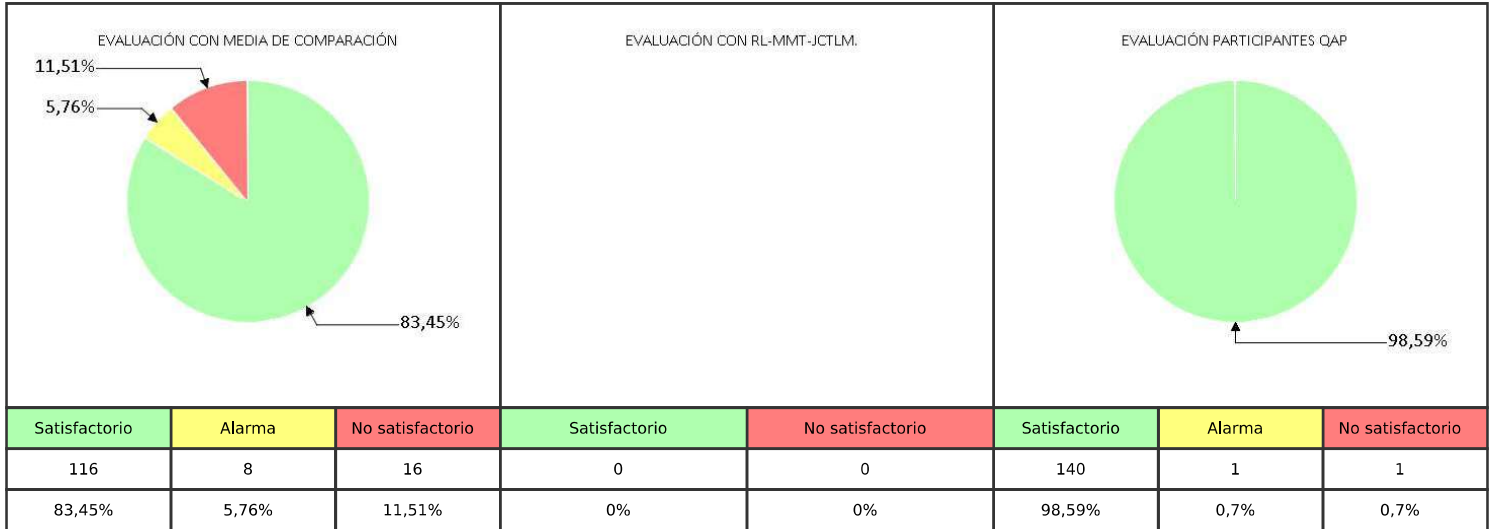 EVALUACIÓN CON MEDIA DE COMPARACIÓN
11,51%
5,76%
83,45%
EVALUACIÓN CON RL-MMT-JCTLM.
EVALUACIÓN PARTICIPANTES QAP
98,59%
Satisfactorio Alarma No satisfactorio Satisfactorio No satisfactorio Satisfactorio Alarma No satisfactorio
116 8 16 0 0 140 1 1
83,45% 5,76% 11,51% 0% 0% 98,59% 0,7% 0,7%